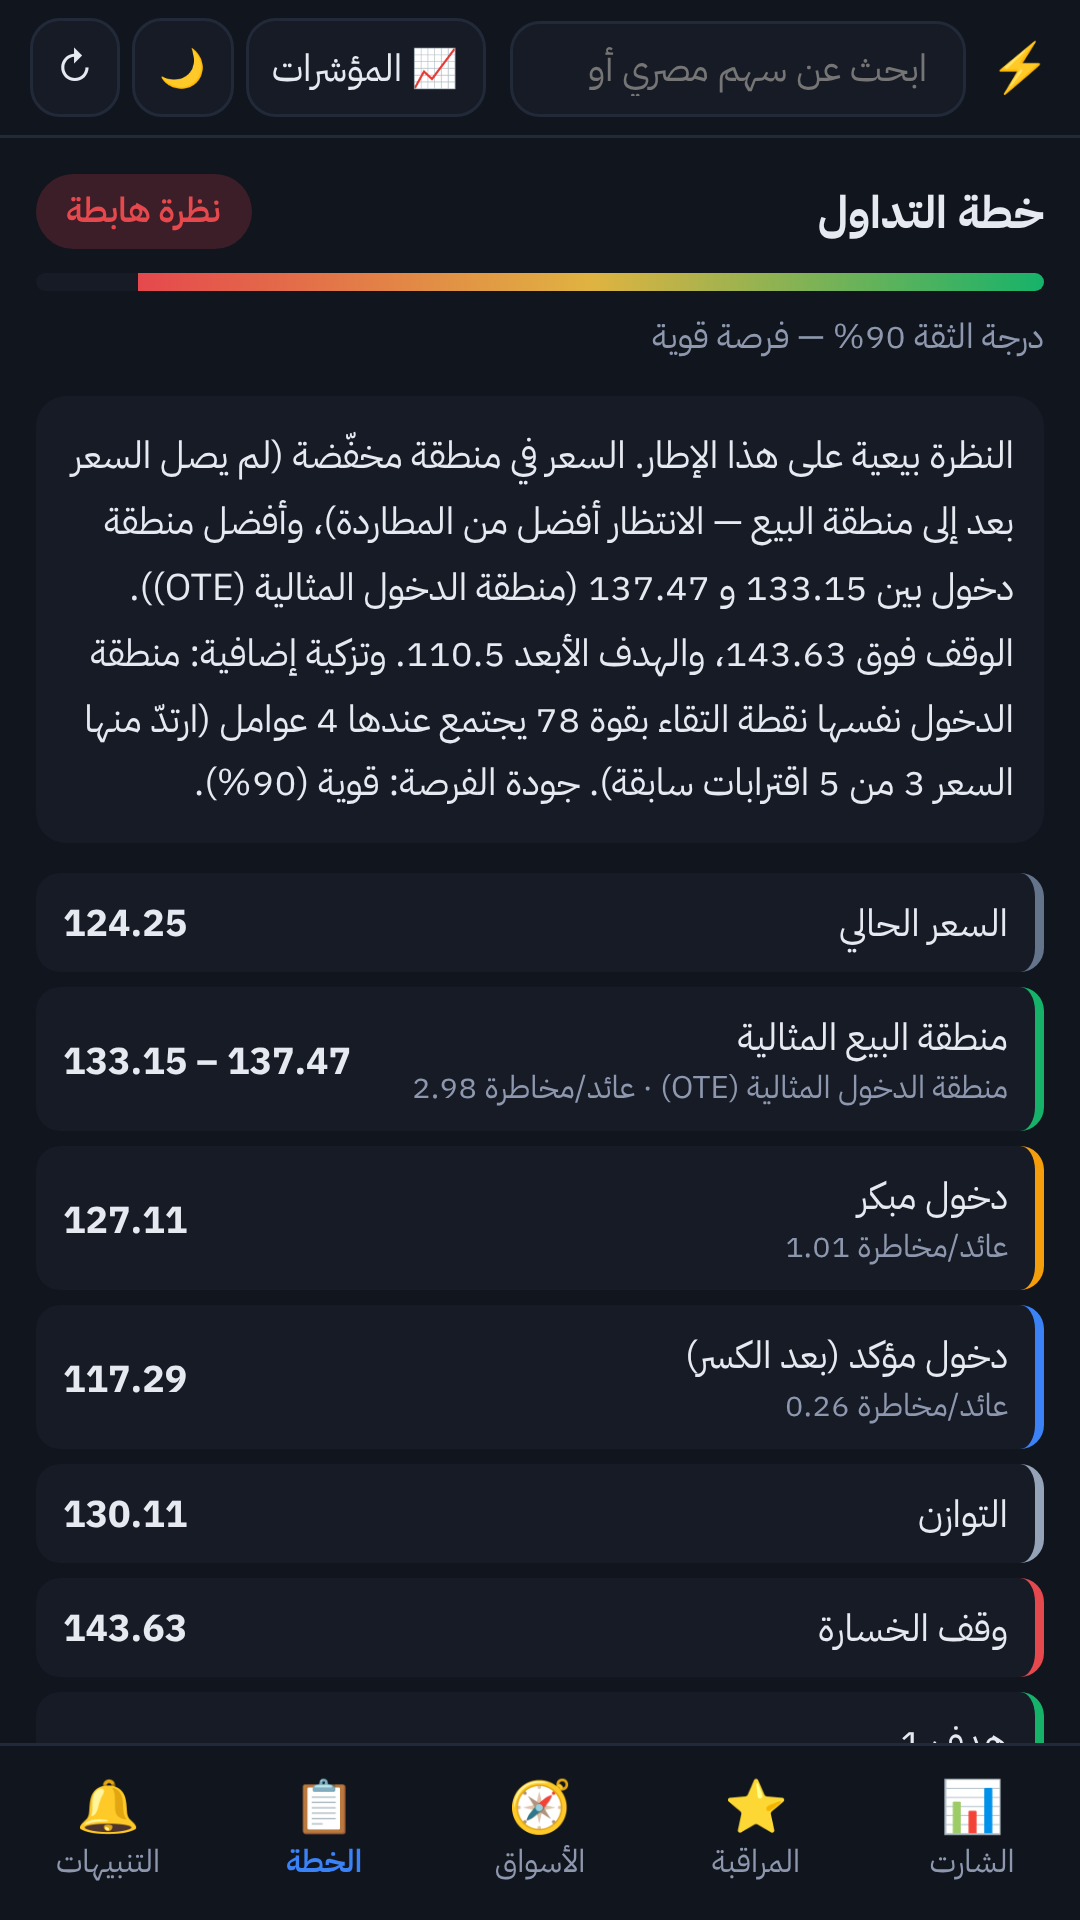 ابحث عن سهم مصري أو
المؤشرات
خطة التداول
نظرة هابطة
درجة الثقة 90% — فرصة قوية
النظرة بيعية على هذا الإطار. السعر في منطقة مخفّضة (لم يصل السعر
بعد إلى منطقة البيع — الانتظار أفضل من المطاردة)، وأفضل منطقة
دخول بين 133.15 و 137.47 (منطقة الدخول المثالية (OTE)).
الوقف فوق 143.63، والهدف الأبعد 110.5. وتزكية إضافية: منطقة
الدخول نفسها نقطة التقاء بقوة 78 يجتمع عندها 4 عوامل (ارتدّ منها
السعر 3 من 5 اقترابات سابقة). جودة الفرصة: قوية (90%).
السعر الحالي
124.25
منطقة البيع المثالية
منطقة الدخول المثالية (OTE) · عائد/مخاطرة 2.98
133.15 – 137.47
دخول مبكر
عائد/مخاطرة 1.01
127.11
دخول مؤكد (بعد الكسر)
عائد/مخاطرة 0.26
117.29
التوازن
130.11
وقف الخسارة
143.63
هدف 1
الشارت
المراقبة
الأسواق
الخطة
التنبيهات